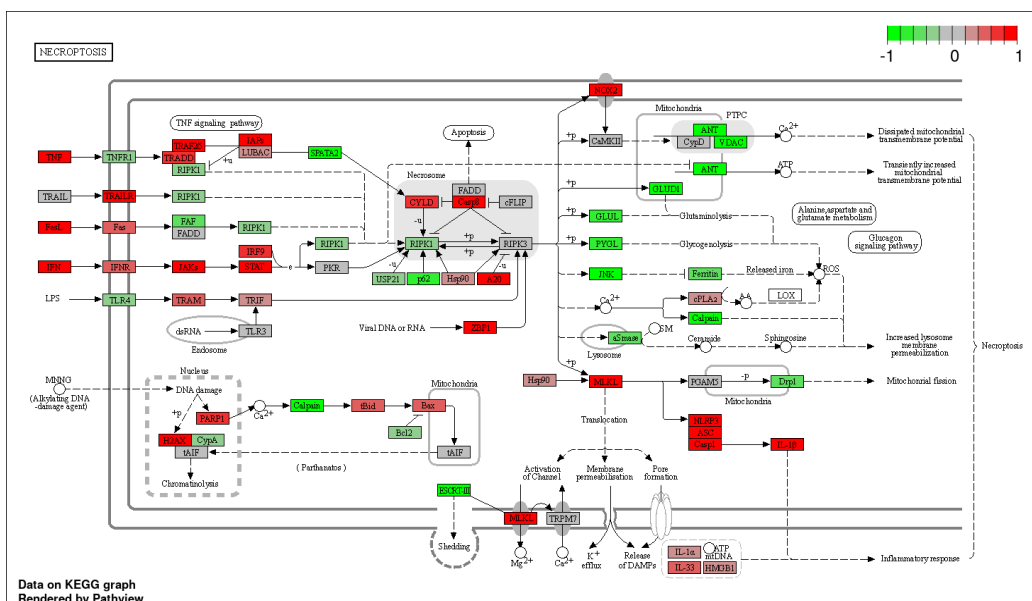 NECROPTOSIS
-1
0
1
TNF signaling pathway
Apoptosis
NOX2
Mitochondria
PTPC
TNF
TNFR1
TRADD
RIPK1
IAPs
LUBAC
+u
SPATA2
+p
CaMKII
ANT
CypD
VDAC
Ca2+
Dissipated mitochondrial
transmembrane potential
TRAIL
TRAILR
RIPK1
Necrosome
FADD
CYLD
Casp8
cFLIP
+p
ANT
GLUD1
ATP
Transiently increased
mitochondrial
transmembrane potential
FasL
Fas
FAF
FADD
RIPK1
-u
+p
GLUL
Glutaminolysis
Alanine, aspartate and
glutamate metabolism
IFN
IFNR
JAKs
IRF9
STAT
e
RIPK1
PKR
RIPK1
+p
+p
RIPK3
+p
PYGL
Glycogenolysis
Glucagon
signaling pathway
-u
-u
USP21
p62
Hsp90
A20
JNK
Ferritin
Released iron
ROS
LPS
TLR4
TRAM
TRIF
Ca2+
cPLA2
AA
LOX
Calpain
dsRNA
TLR3
Endosome
Viral DNA or RNA
ZBP1
aSmase
SM
Lysosome
Ceramide
Sphingosine
Increased lysosome
membrane
permeabilization
Necroptosis
+p
Hsp90
MLKL
PGAM5
-p
Drp1
Mitochondria
Mitochonrial fission
MNNG
(Alkylating DNA
-damage agent)
Nucleus
DNA damage
+p
PARP1
Ca2+
Calpain
tBid
Bax
Bcl2
Mitochondria
H2AX
CypA
tAIF
tAIF
Chromatinolysis
( Parthanatos )
Translocation
NLRP3
ASC
Casp1
IL-1β
Activation
of Channel
Membrane
permeabilisation
Pore
formation
ESCRT-III
MLKL
TRPM7
Shedding
Mg2+
Ca2+
K+
efflux
Release
of DAMPs
IL-1α
ATP
mtDNA
IL-33
HMGB1
Inflammatory response
Data on KEGG graph
Rendered by Pathview